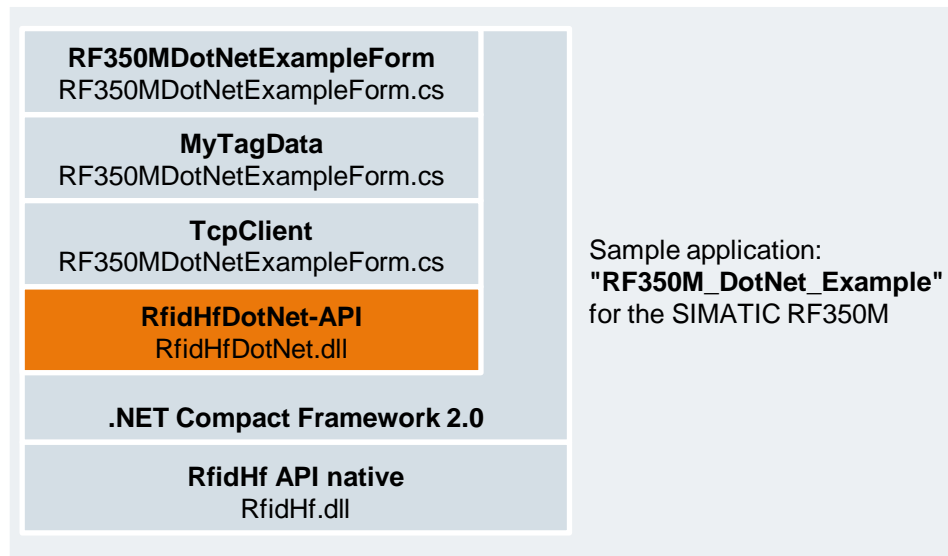 RF350MDotNetExampleForm
RF350MDotNetExampleForm.cs
MyTagData
RF350MDotNetExampleForm.cs
TcpClient
RF350MDotNetExampleForm.cs
RfidHfDotNet-API
RfidHfDotNet.dll
.NET Compact Framework 2.0
RfidHf API native
RfidHf.dll
Sample application:
"RF350M_DotNet_Example"
for the SIMATIC RF350M